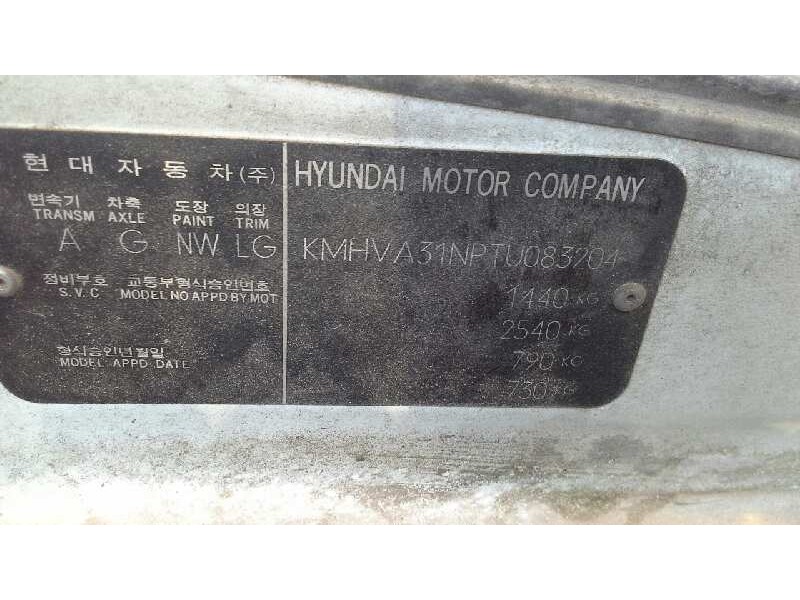 현대자동차(주)
변속기 차축 도장 의장
TRANSM AXLE PAINT TRIM
A G NW LG
정비부호 교통부형식승인번호
S.V.C MODEL NO APPD BY MOT
형식승인년월일
MODEL APPD DATE
HYUNDAI MOTOR COMPANY
KMHVA31NPTU083204
1440 KG
2540 KG
790 KG
730 KG